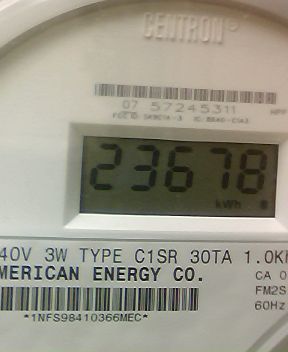 CENTRON®
07 57245311
23678
kWh
40V 3W TYPE C1SR 30TA 1.0K
MERICAN ENERGY CO.
CA 0
FM2S
60Hz
*1NFS98410366MEC*